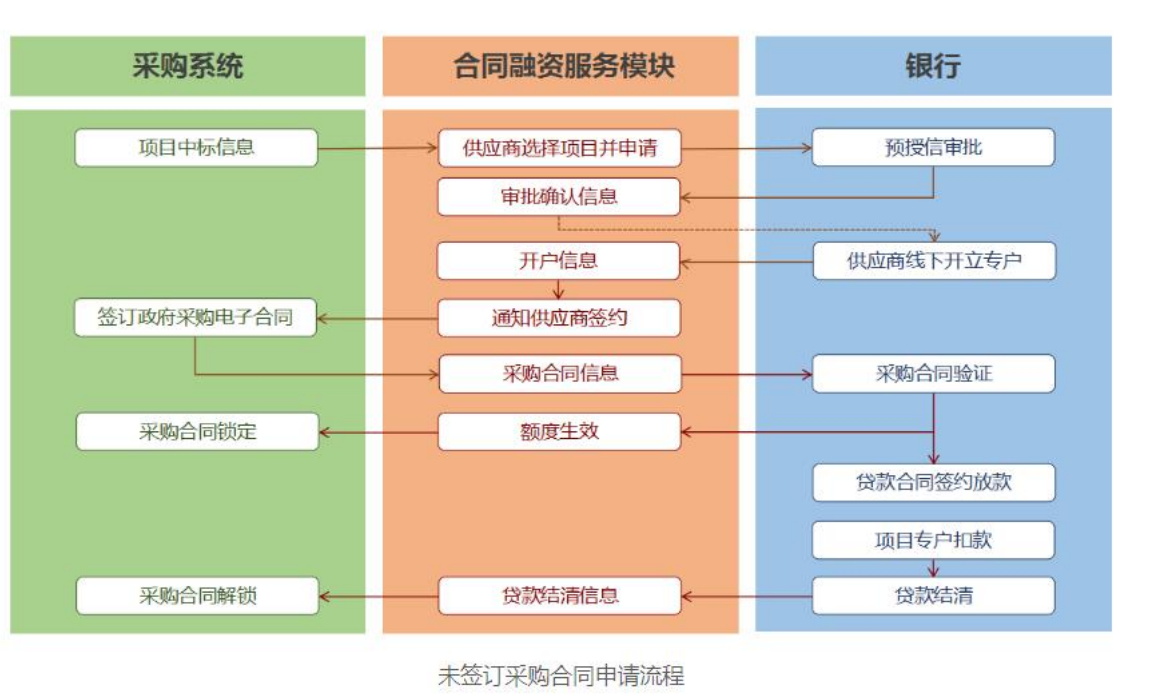 采购系统
合同融资服务模块
银行
项目中标信息
供应商选择项目并申请
预授信审批
审批确认信息
开户信息
供应商线下开立专户
签订政府采购电子合同
通知供应商签约
采购合同信息
采购合同验证
采购合同锁定
额度生效
贷款合同签约放款
项目专户扣款
采购合同解锁
贷款结清信息
贷款结清
未签订采购合同申请流程